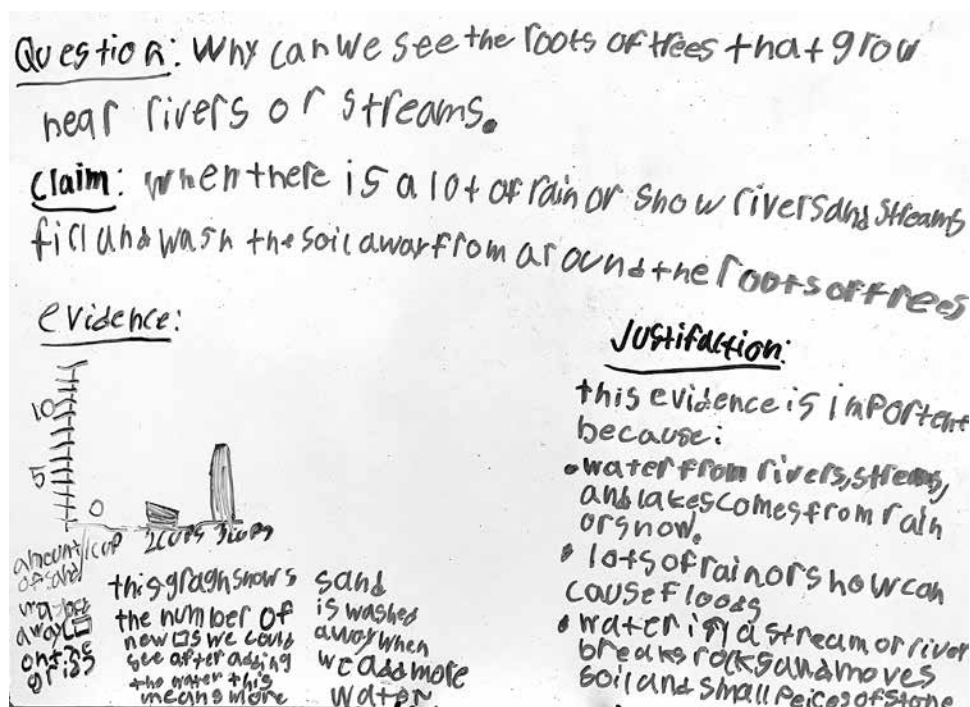 Question: Why can we see the roots of trees that grow
near rivers or streams.
Claim: when there is a lot of rain or snow rivers and streams
fill and wash the soil away from around the roots of trees
evidence:
10
5
0
1cup
2cups
3cups
amount
of sand
washed
away □
on the
grid
this graph shows
the number of
new □s we could
see after adding
the water this
means more
sand
is washed
away when
we add more
water
Justifaction:
this evidence is importent
because:
• water from rivers, streams,
and lakes comes from rain
or snow.
• lots of rain or snow can
cause floods
• water in a stream or river
breaks rocks and moves
soil and small peices of stone